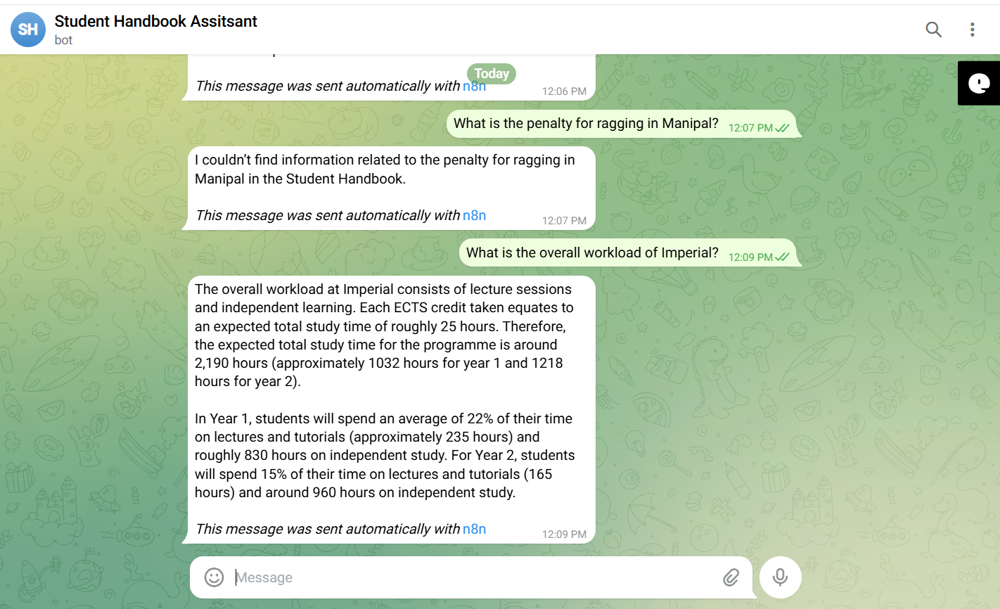 SH
Student Handbook Assitsant
bot
Today
This message was sent automatically with n8n
12:06 PM
What is the penalty for ragging in Manipal? 12:07 PM
I couldn’t find information related to the penalty for ragging in
Manipal in the Student Handbook.
This message was sent automatically with n8n
12:07 PM
What is the overall workload of Imperial? 12:09 PM
The overall workload at Imperial consists of lecture sessions
and independent learning. Each ECTS credit taken equates to
an expected total study time of roughly 25 hours. Therefore,
the expected total study time for the programme is around
2,190 hours (approximately 1032 hours for year 1 and 1218
hours for year 2).
In Year 1, students will spend an average of 22% of their time
on lectures and tutorials (approximately 235 hours) and
roughly 830 hours on independent study. For Year 2, students
will spend 15% of their time on lectures and tutorials (165
hours) and around 960 hours on independent study.
This message was sent automatically with n8n
12:09 PM
Message